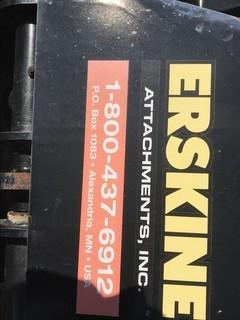 ERSKINE
ATTACHMENTS, INC.
1-800-437-6912
P.O. Box 1083 • Alexandria, MN • USA